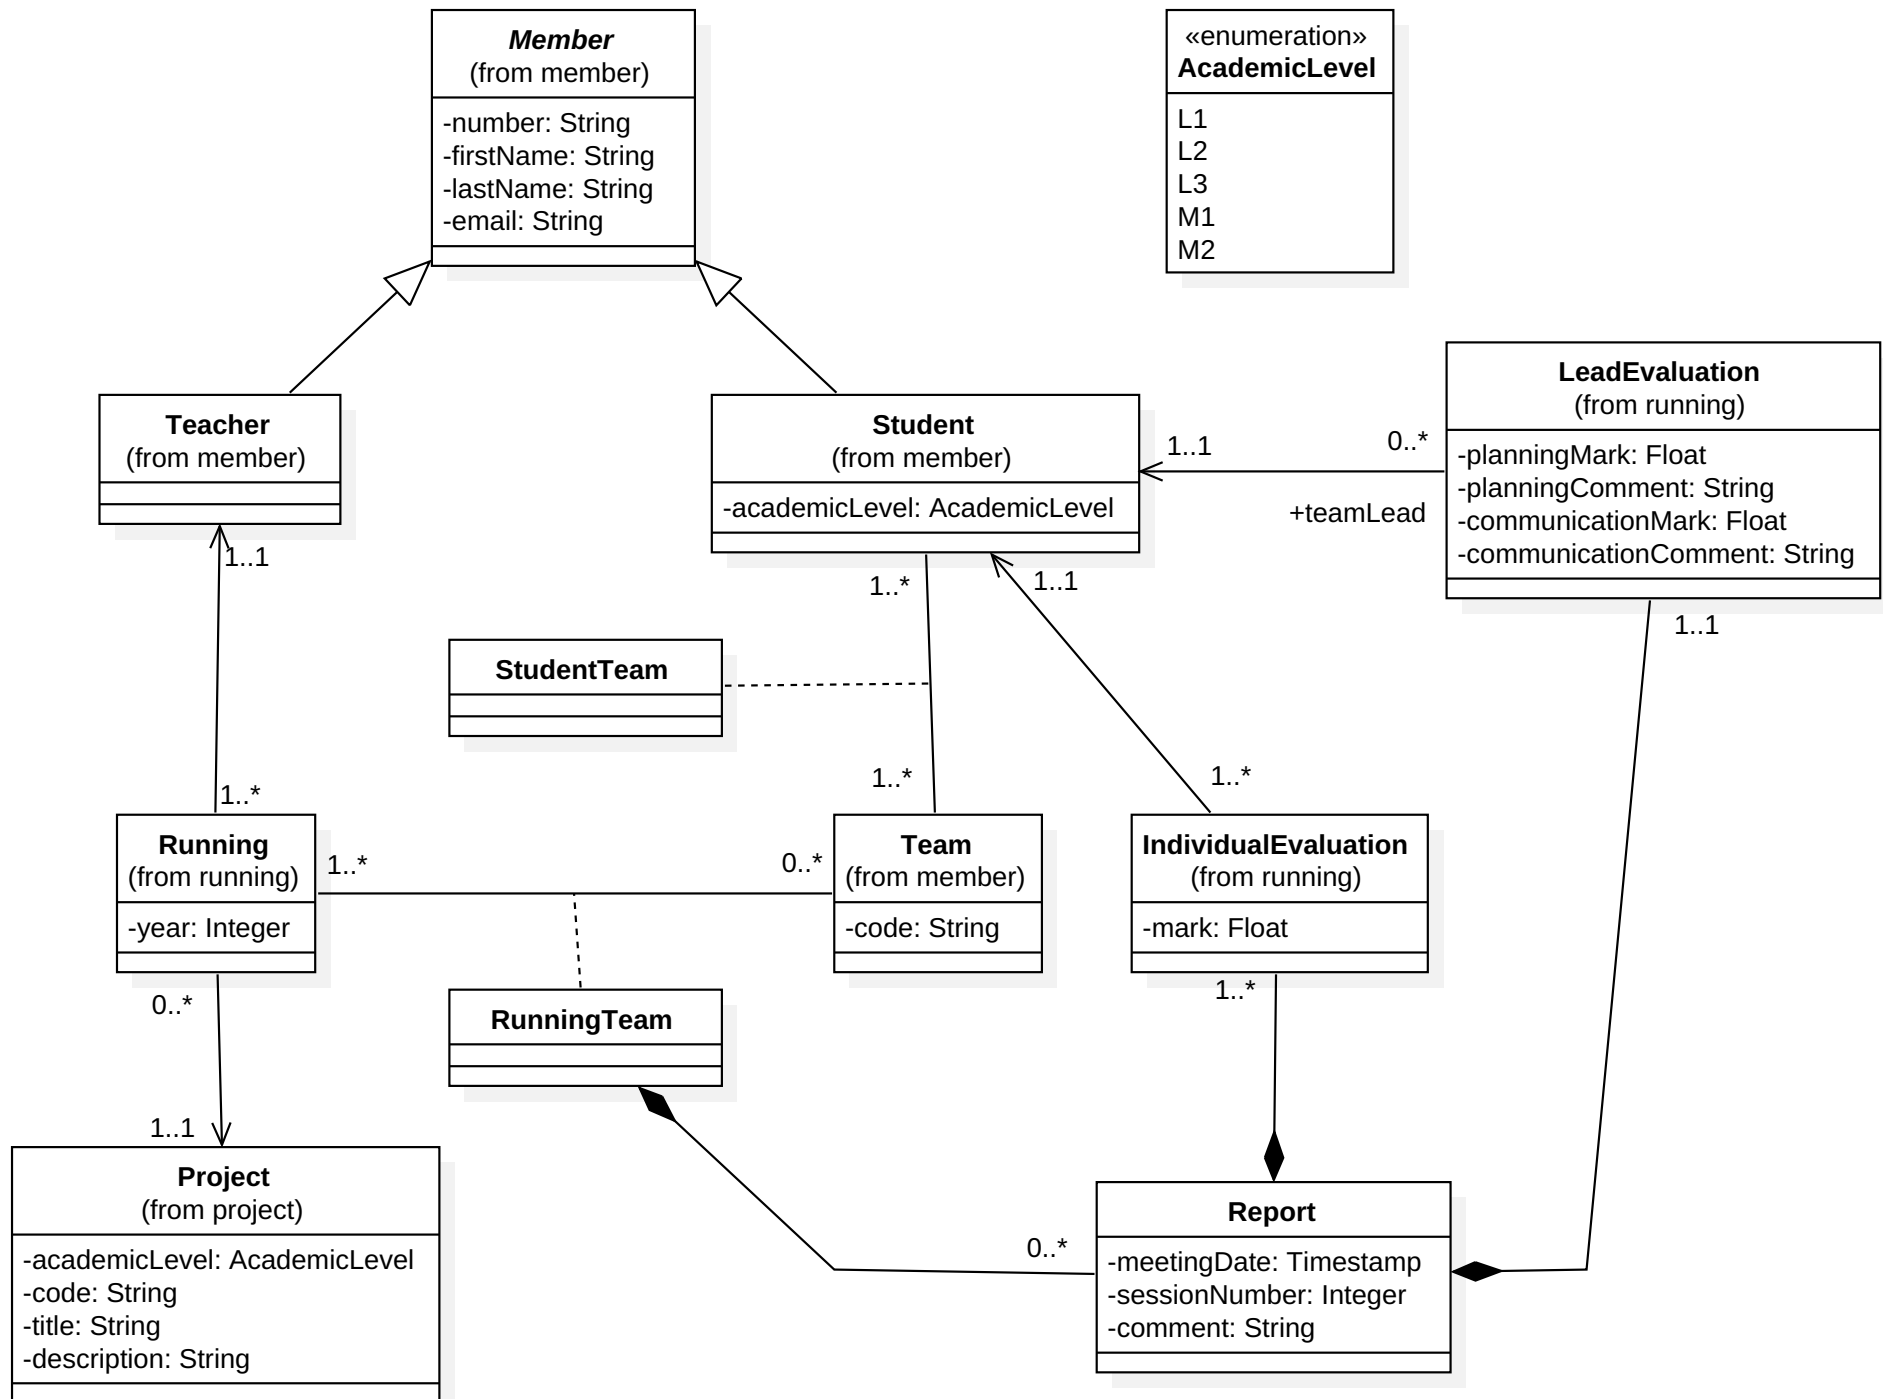 Member
(from member)
-number: String
-firstName: String
-lastName: String
-email: String
«enumeration»
AcademicLevel
L1
L2
L3
M1
M2
Teacher
(from member)
1..1
Student
(from member)
-academicLevel: AcademicLevel
1..*
1..1
1..1
0..*
+teamLead
LeadEvaluation
(from running)
-planningMark: Float
-planningComment: String
-communicationMark: Float
-communicationComment: String
1..1
StudentTeam
1..*
1..*
1..*
Running
(from running)
-year: Integer
1..*
0..*
Team
(from member)
-code: String
IndividualEvaluation
(from running)
-mark: Float
0..*
1..*
RunningTeam
1..1
Project
(from project)
-academicLevel: AcademicLevel
-code: String
-title: String
-description: String
0..*
Report
-meetingDate: Timestamp
-sessionNumber: Integer
-comment: String